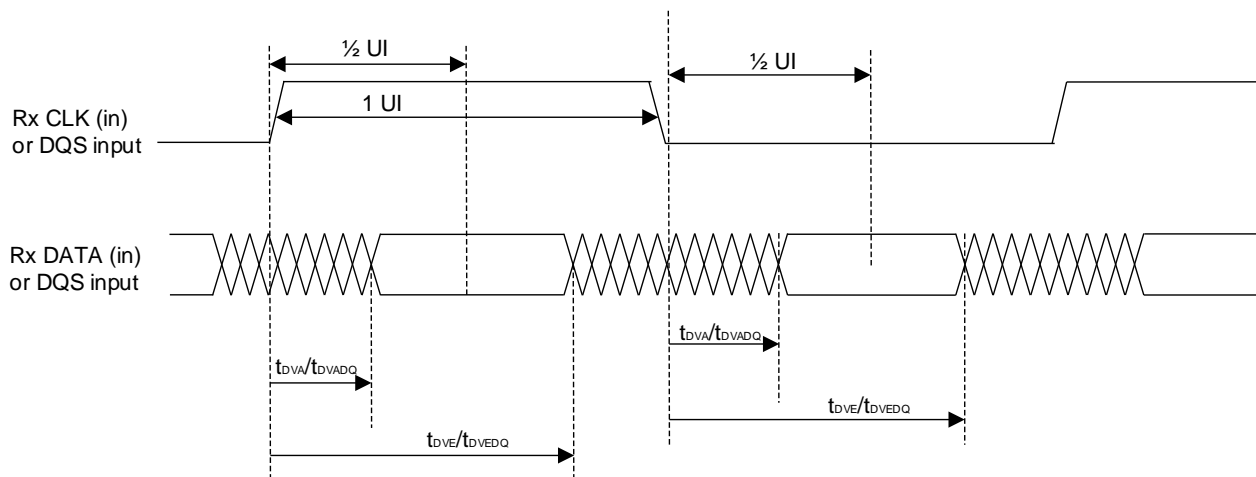 ½ UI
½ UI
1 UI
Rx CLK (in)
or DQS input
Rx DATA (in)
or DQS input
tDVA/tDVADQ
tDVA/tDVADQ
tDVE/tDVEDQ
tDVE/tDVEDQ